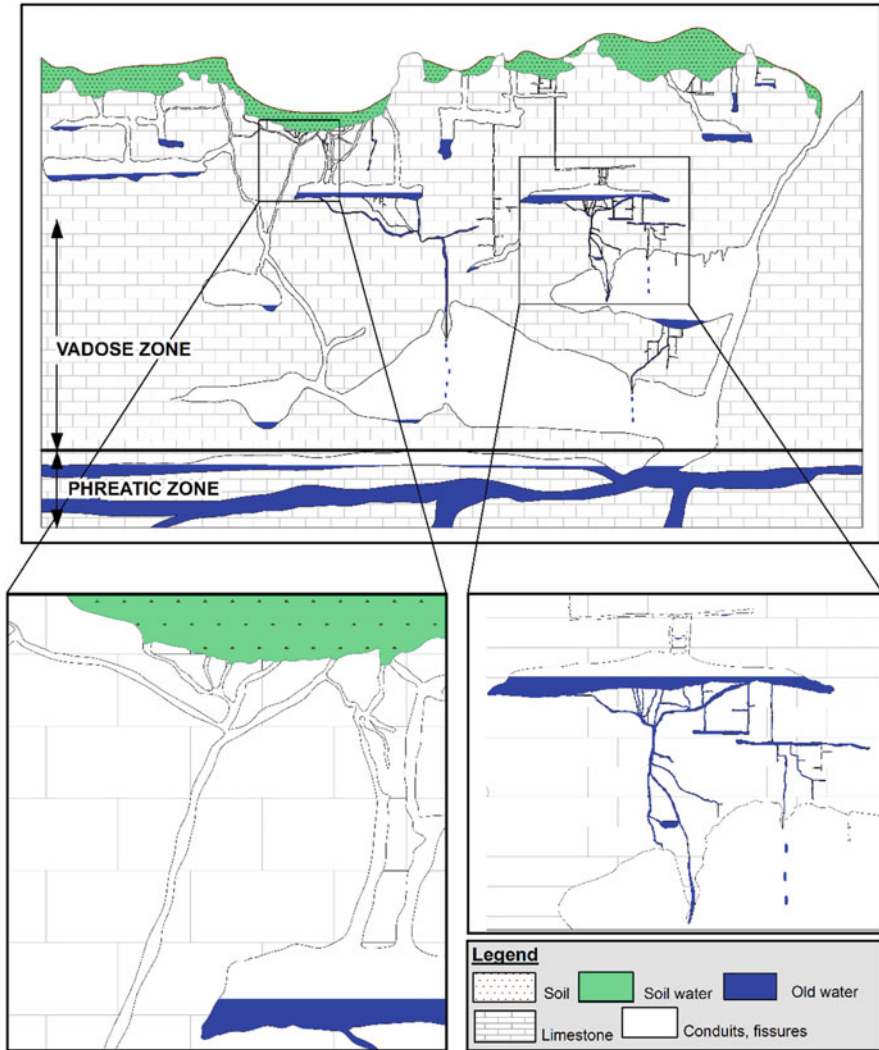 VADOSE ZONE
PHREATIC ZONE
Legend
Soil
Soil water
Old water
Limestone
Conduits, fissures